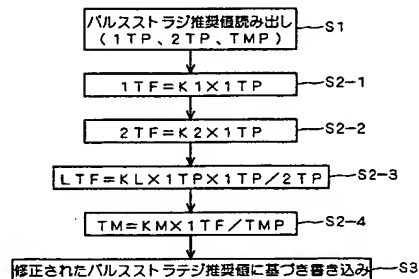 パルスストラジ推奨値読み出し
(1TP、2TP、TMP)
S1
1TF=K1×1TP
S2-1
2TF=K2×1TP
S2-2
LTF=KL×1TP×1TP/2TP
S2-3
TM=KM×1TF/TMP
S2-4
修正されたパルスストラテジ推奨値に基づき書き込み
S3